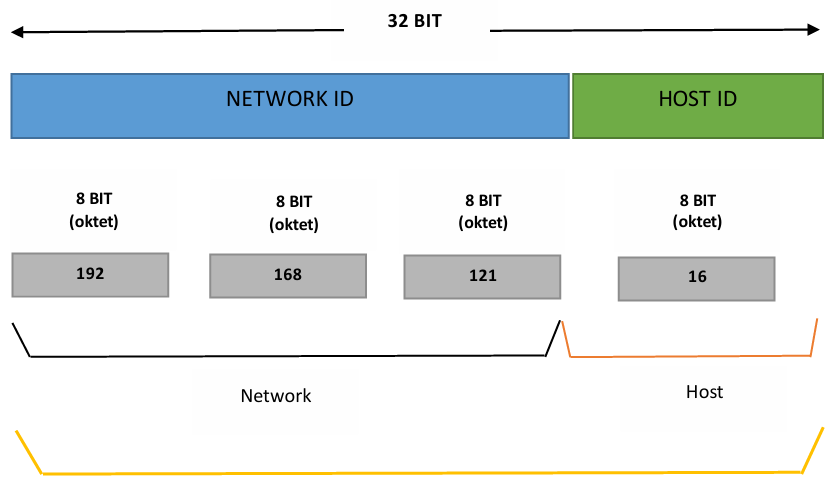 32 BIT
NETWORK ID
HOST ID
8 BIT
(oktet)
8 BIT
(oktet)
8 BIT
(oktet)
8 BIT
(oktet)
192
168
121
16
Network
Host